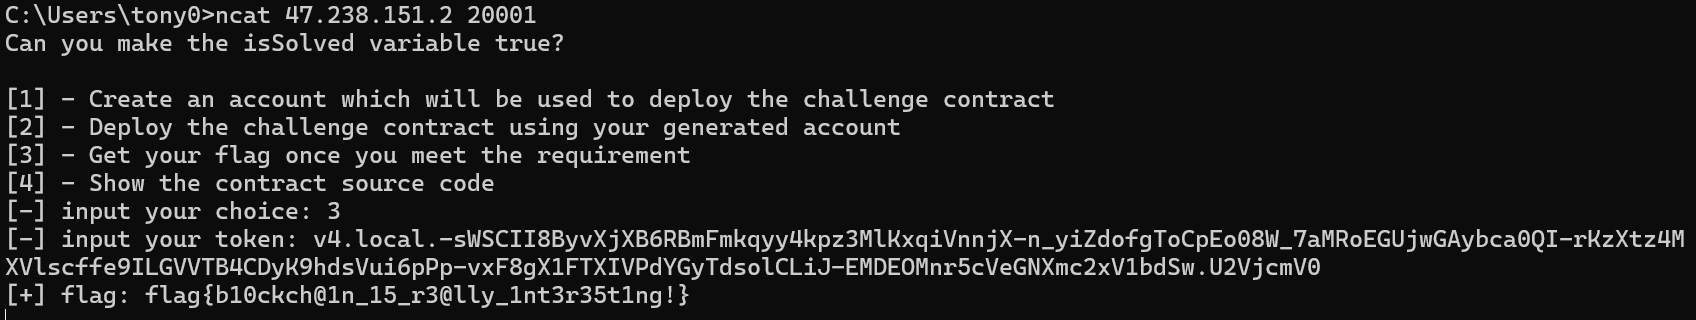 C:\Users\tony0>ncat 47.238.151.2 20001
Can you make the isSolved variable true?
[1] - Create an account which will be used to deploy the challenge contract
[2] - Deploy the challenge contract using your generated account
[3] - Get your flag once you meet the requirement
[4] - Show the contract source code
[-] input your choice: 3
[-] input your token: v4.local.-sWSCII8ByvXjXB6RBmFmkqyy4kpz3MlKxqiVnnjX-n_yiZdofgToCpEo08W_7aMRoEGUjwGAybca0QI-rKzXtz4M
XVlscffe9ILGVVTB4CDyK9hdsVui6pPp-vxF8gX1FTXIVPdYGyTdsolCLiJ-EMDEOMnr5cVeGNXmc2xV1bdSw.U2VjcmV0
[+] flag: flag{b10ckch@1n_15_r3@lly_1nt3r35t1ng!}